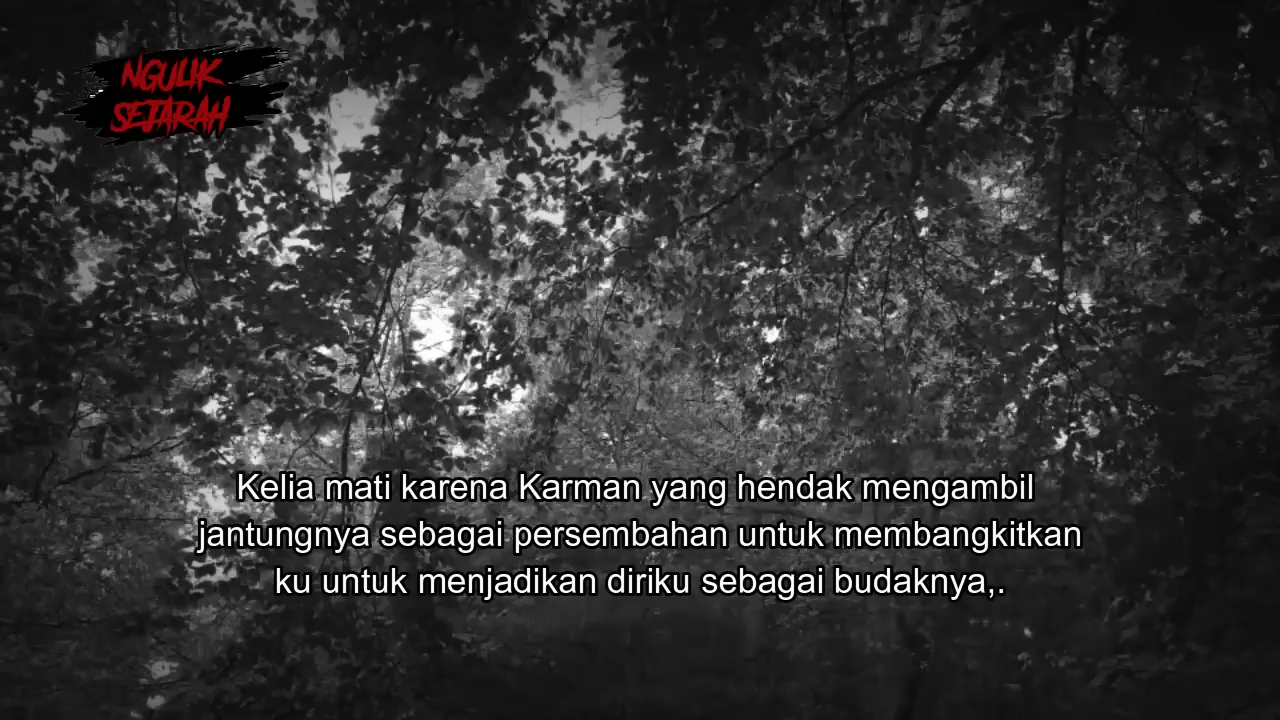 NGULIK
SEJARAH
Kelia mati karena Karman yang hendak mengambil
jantungnya sebagai persembahan untuk membangkitkan
ku untuk menjadikan diriku sebagai budaknya,.